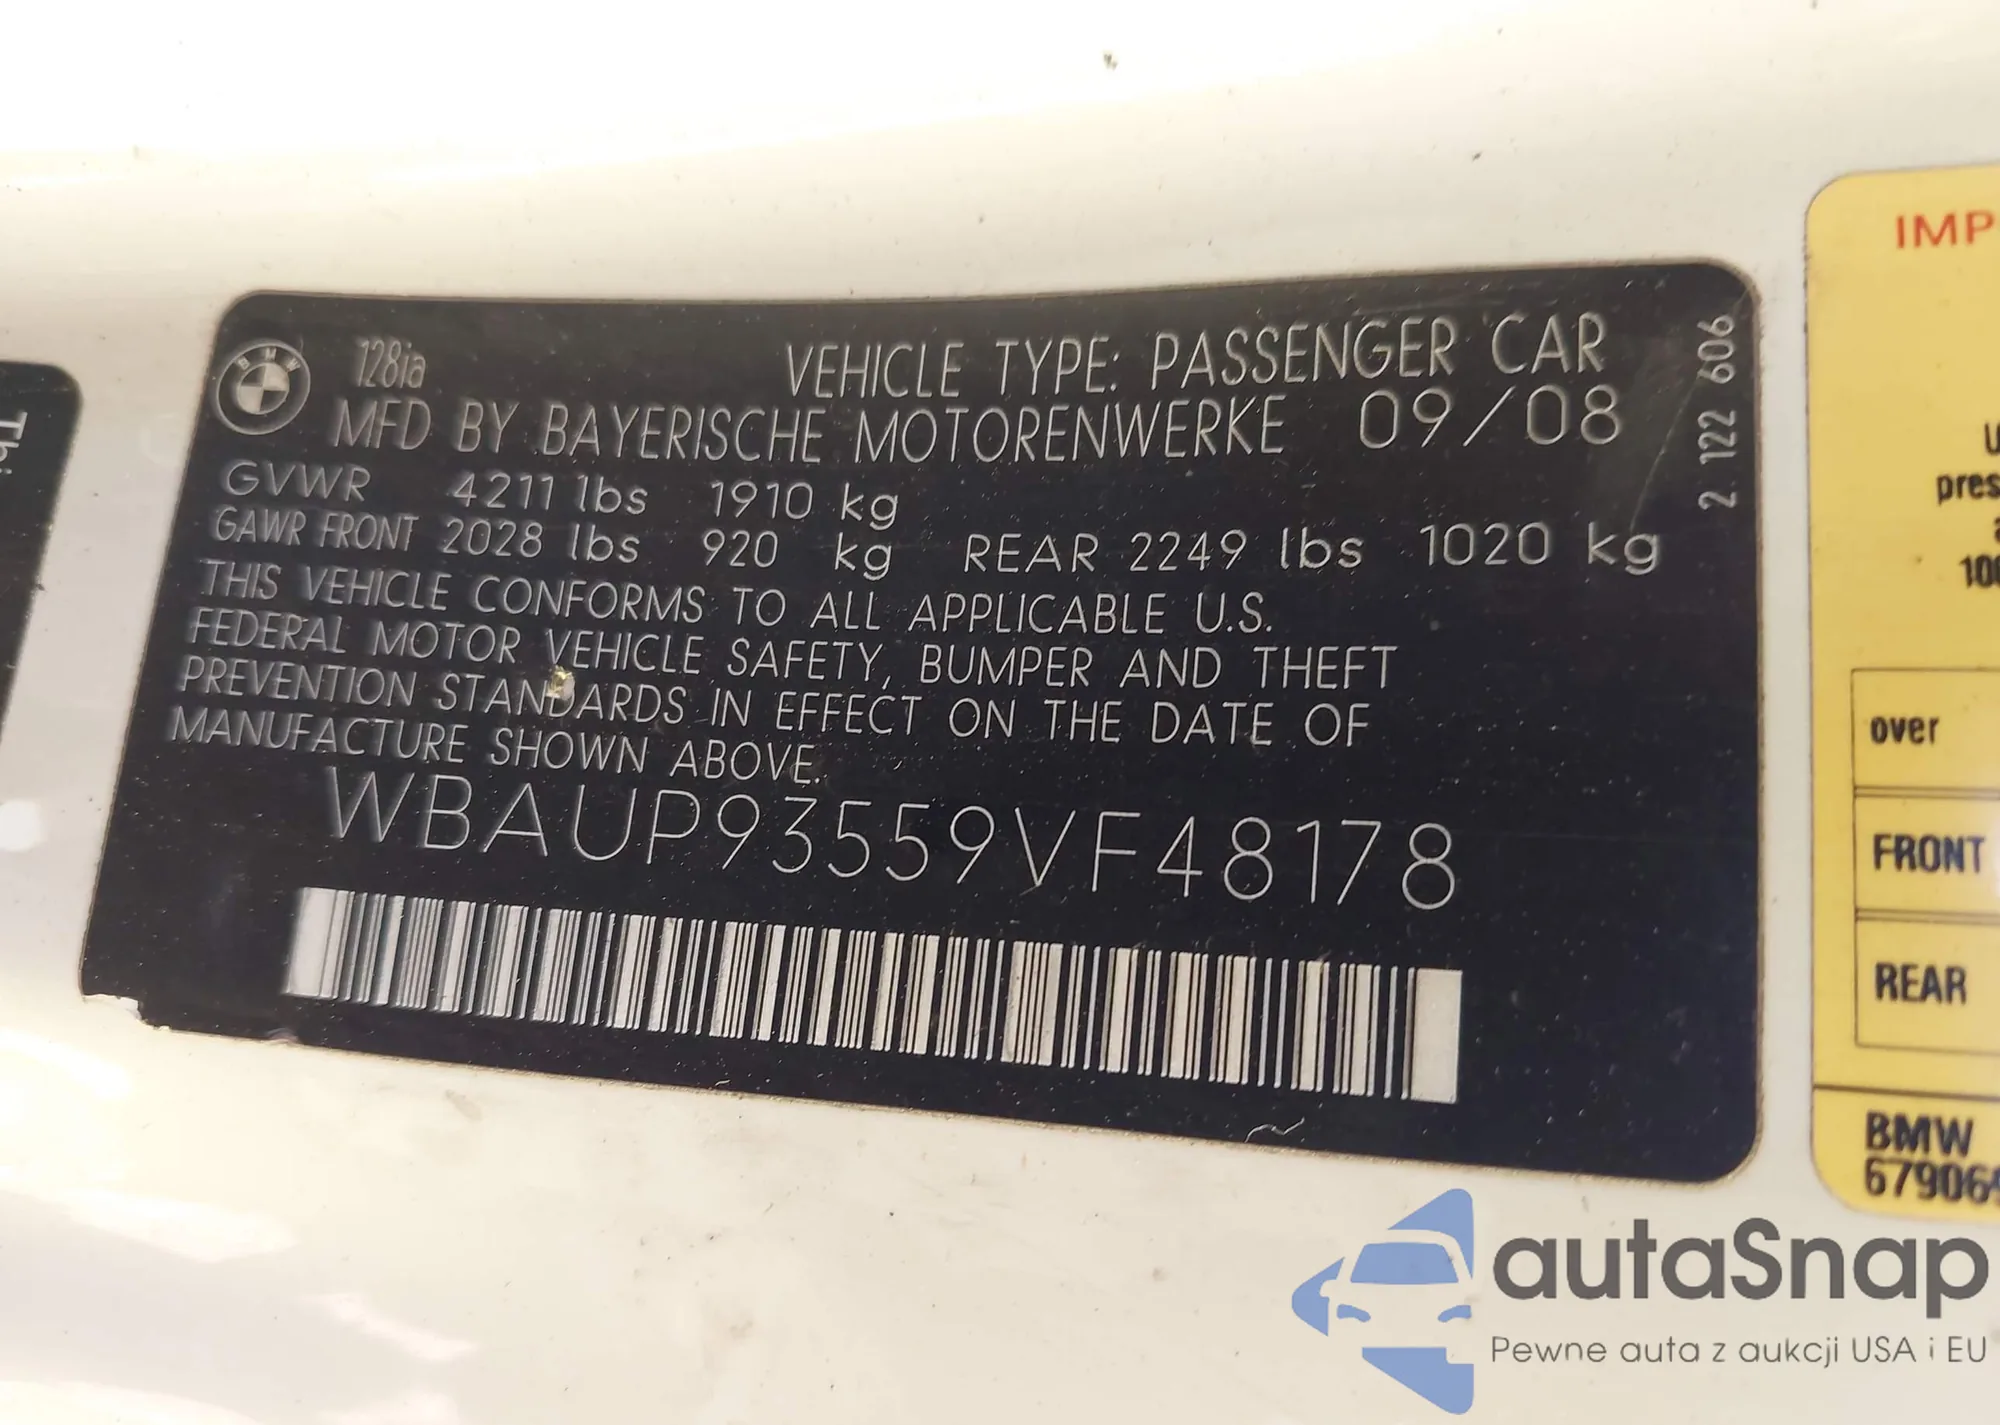 128ia
VEHICLE TYPE: PASSENGER CAR
MFD BY BAYERISCHE MOTORENWERKE 09/08
GVWR 4211 lbs 1910 kg
GAWR FRONT 2028 lbs 920 kg REAR 2249 lbs 1020 kg
THIS VEHICLE CONFORMS TO ALL APPLICABLE U.S.
FEDERAL MOTOR VEHICLE SAFETY, BUMPER AND THEFT
PREVENTION STANDARDS IN EFFECT ON THE DATE OF
MANUFACTURE SHOWN ABOVE.
WBAUP93559VF48178
2 122 606
BMW
over
FRONT
REAR
BMW
autaSnap
Pewne auta z aukcji USA i EU